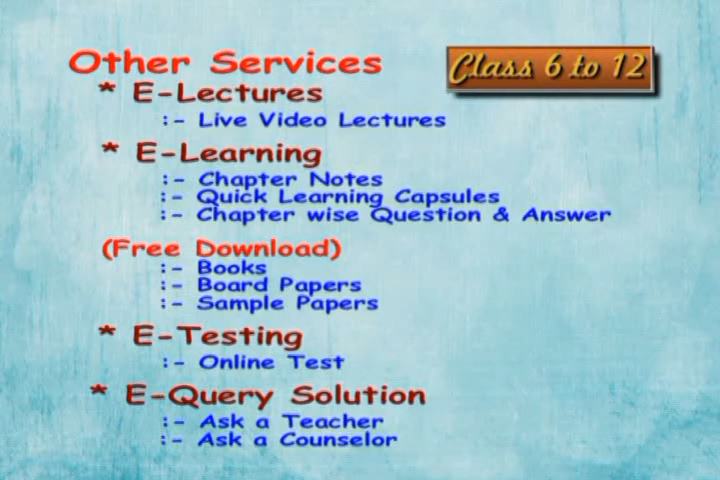 Other Services
Class 6 to 12
* E-Lectures
:- Live Video Lectures
* E-Learning
:- Chapter Notes
:- Quick Learning Capsules
:- Chapter wise Question & Answer
(Free Download)
:- Books
:- Board Papers
:- Sample Papers
* E-Testing
:- Online Test
* E-Query Solution
:- Ask a Teacher
:- Ask a Counselor